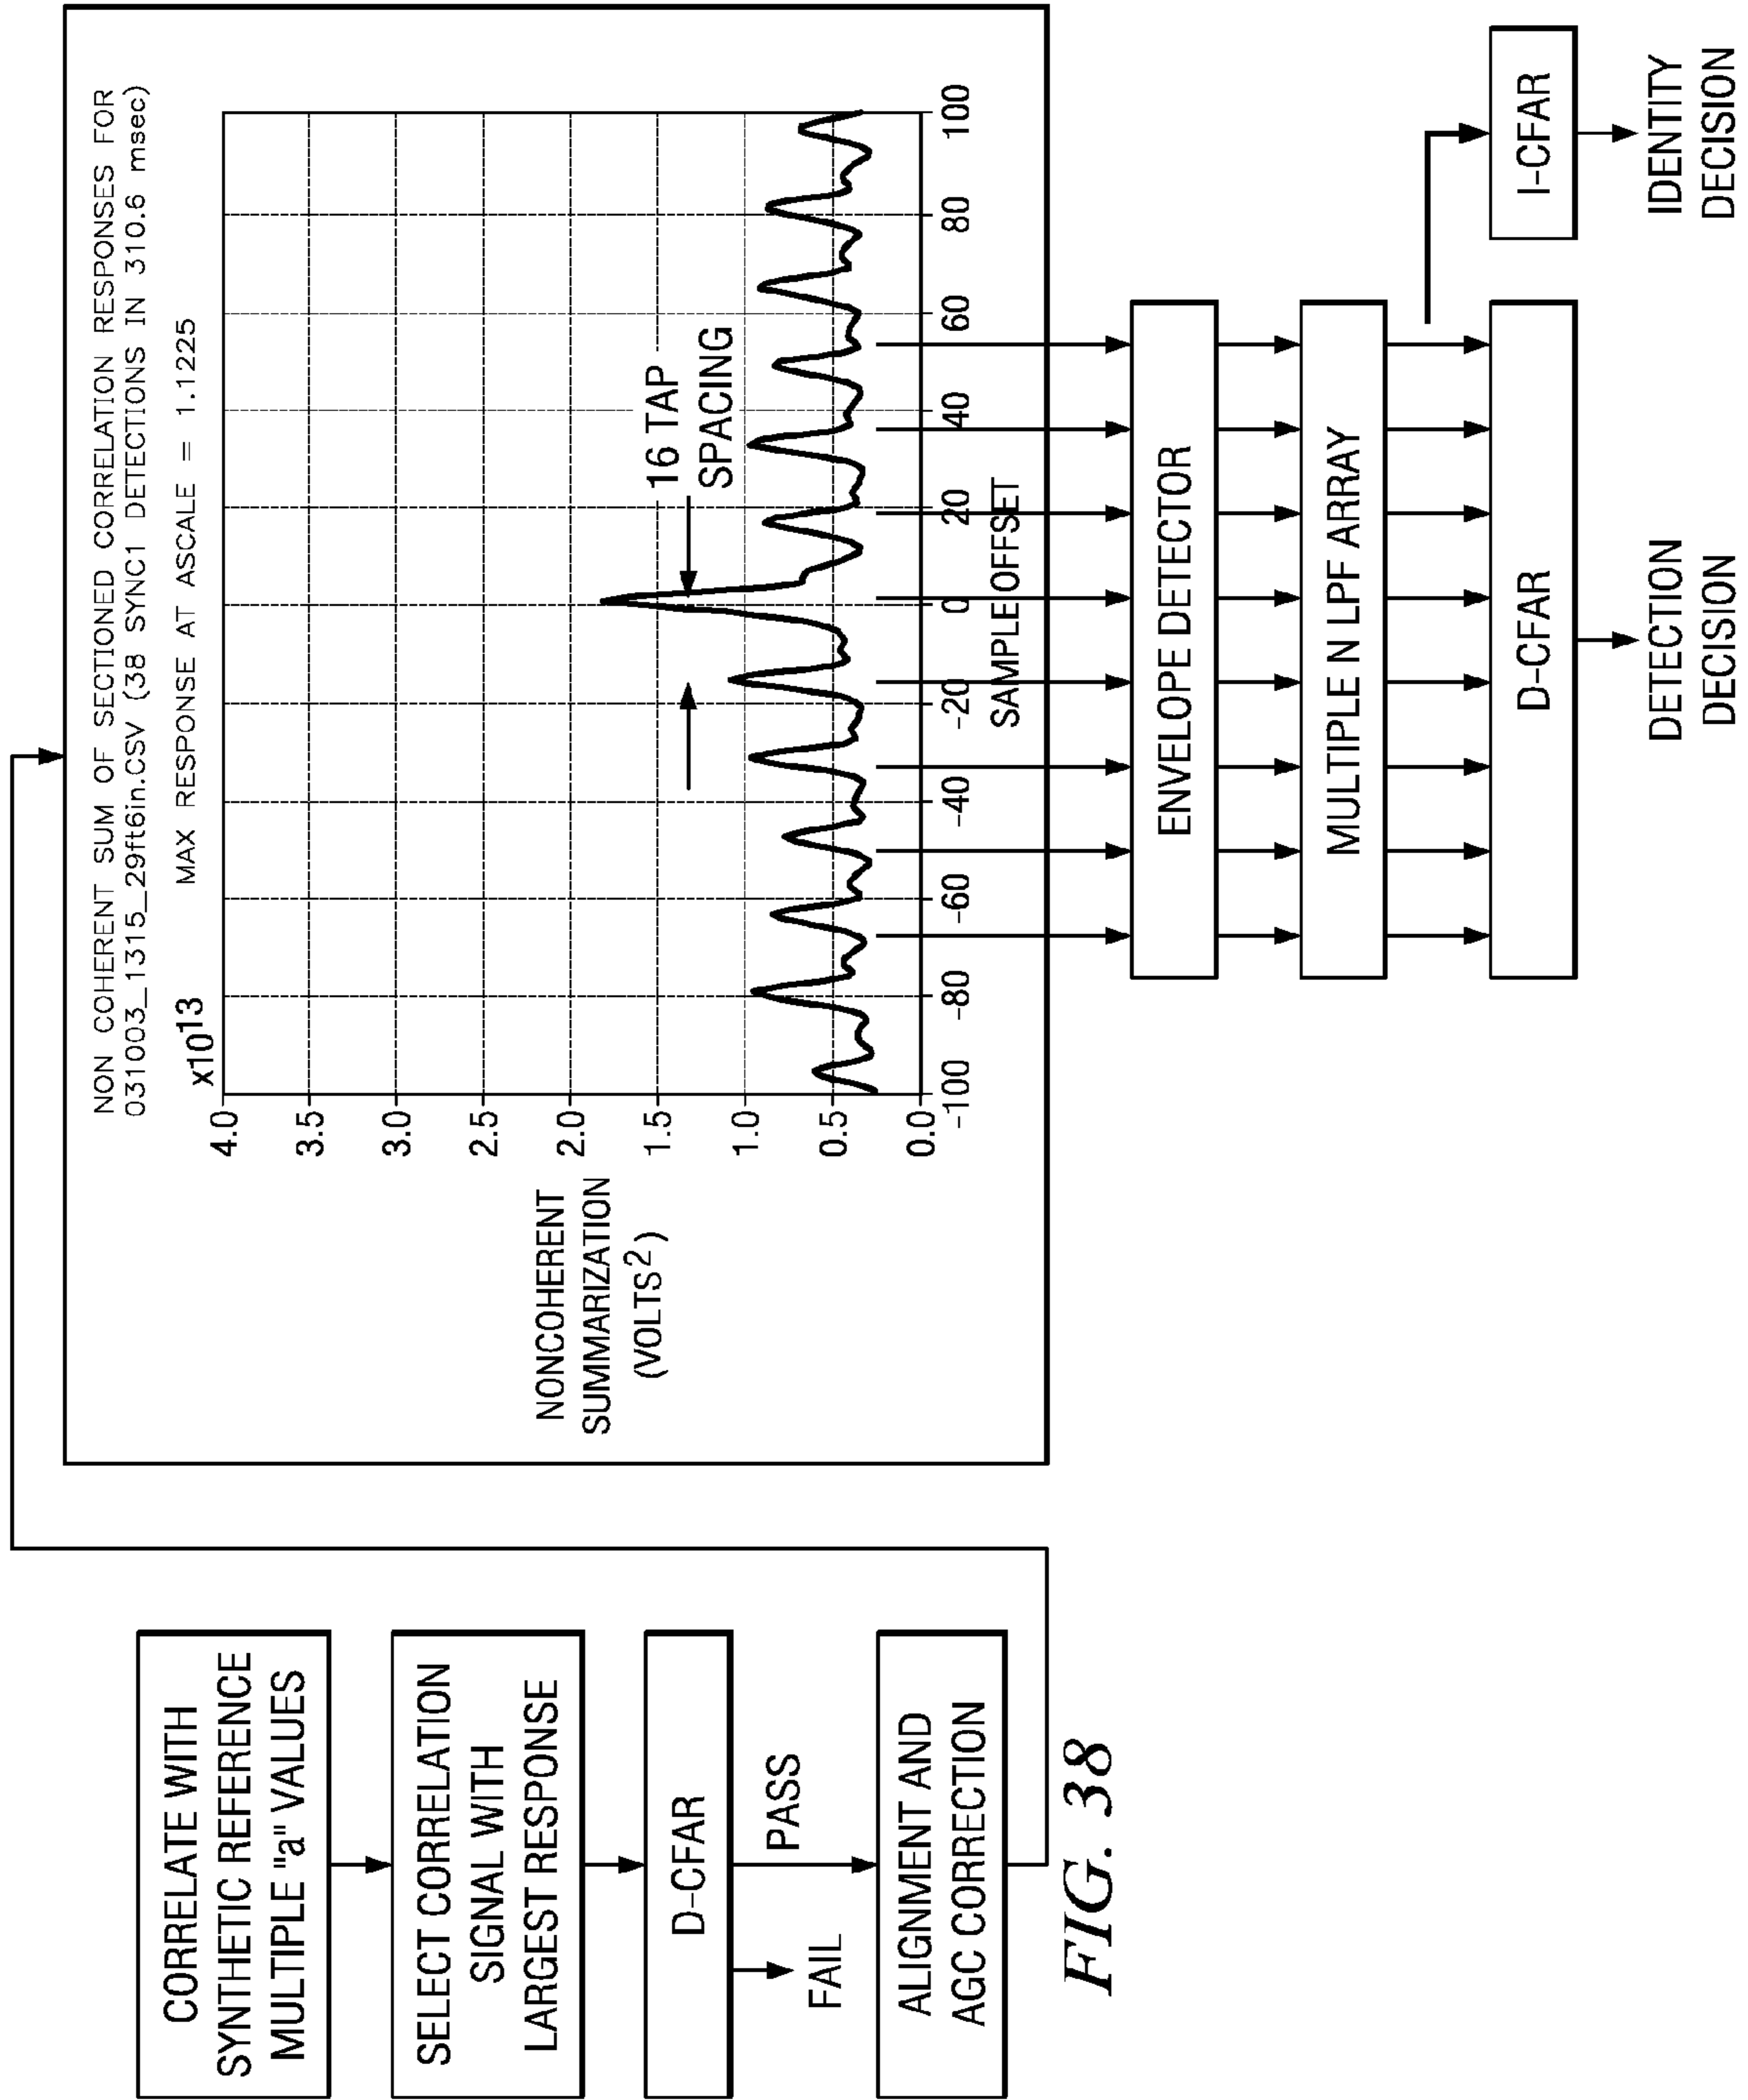 CORRELATE WITH
SYNTHETIC REFERENCE
MULTIPLE "a" VALUES
SELECT CORRELATION
SIGNAL WITH
LARGEST RESPONSE
D-CFAR
FAIL
PASS
ALIGNMENT AND
AGC CORRECTION
FIG. 38
NON COHERENT SUM OF SECTIONED CORRELATION RESPONSES FOR
031003_1315_29ft6in.CSV (38 SYNC1 DETECTIONS IN 310.6 msec)
MAX RESPONSE AT ASCALE = 1.1225
x10^13
4.0
3.5
3.0
2.5
2.0
1.5
1.0
0.5
0.0
NONCOHERENT
SUMMARIZATION
(VOLTS²)
16 TAP
SPACING
-100 -80 -60 -40 -20 0 20 40 60 80 100
SAMPLE OFFSET
ENVELOPE DETECTOR
MULTIPLE N LPF ARRAY
D-CFAR
I-CFAR
DETECTION
DECISION
IDENTITY
DECISION